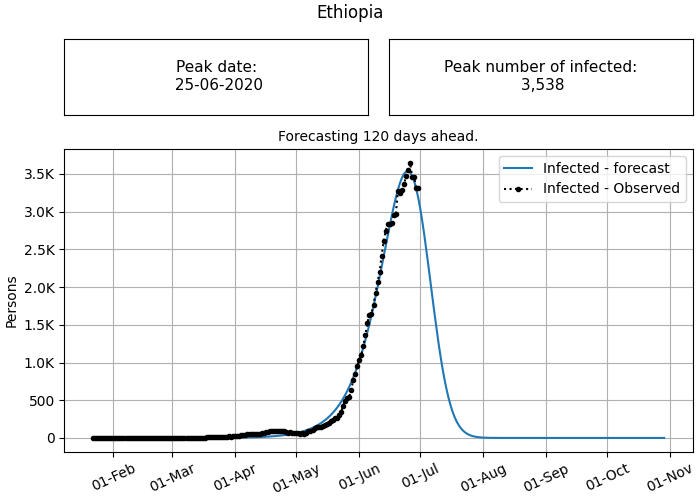 Ethiopia
Peak date:
25-06-2020
Peak number of infected:
3,538
Forecasting 120 days ahead.
Infected - forecast
Infected - Observed
3.5K
3.0K
2.5K
2.0K
1.5K
1.0K
500
0
Persons
01-Feb 01-Mar 01-Apr 01-May 01-Jun 01-Jul 01-Aug 01-Sep 01-Oct 01-Nov